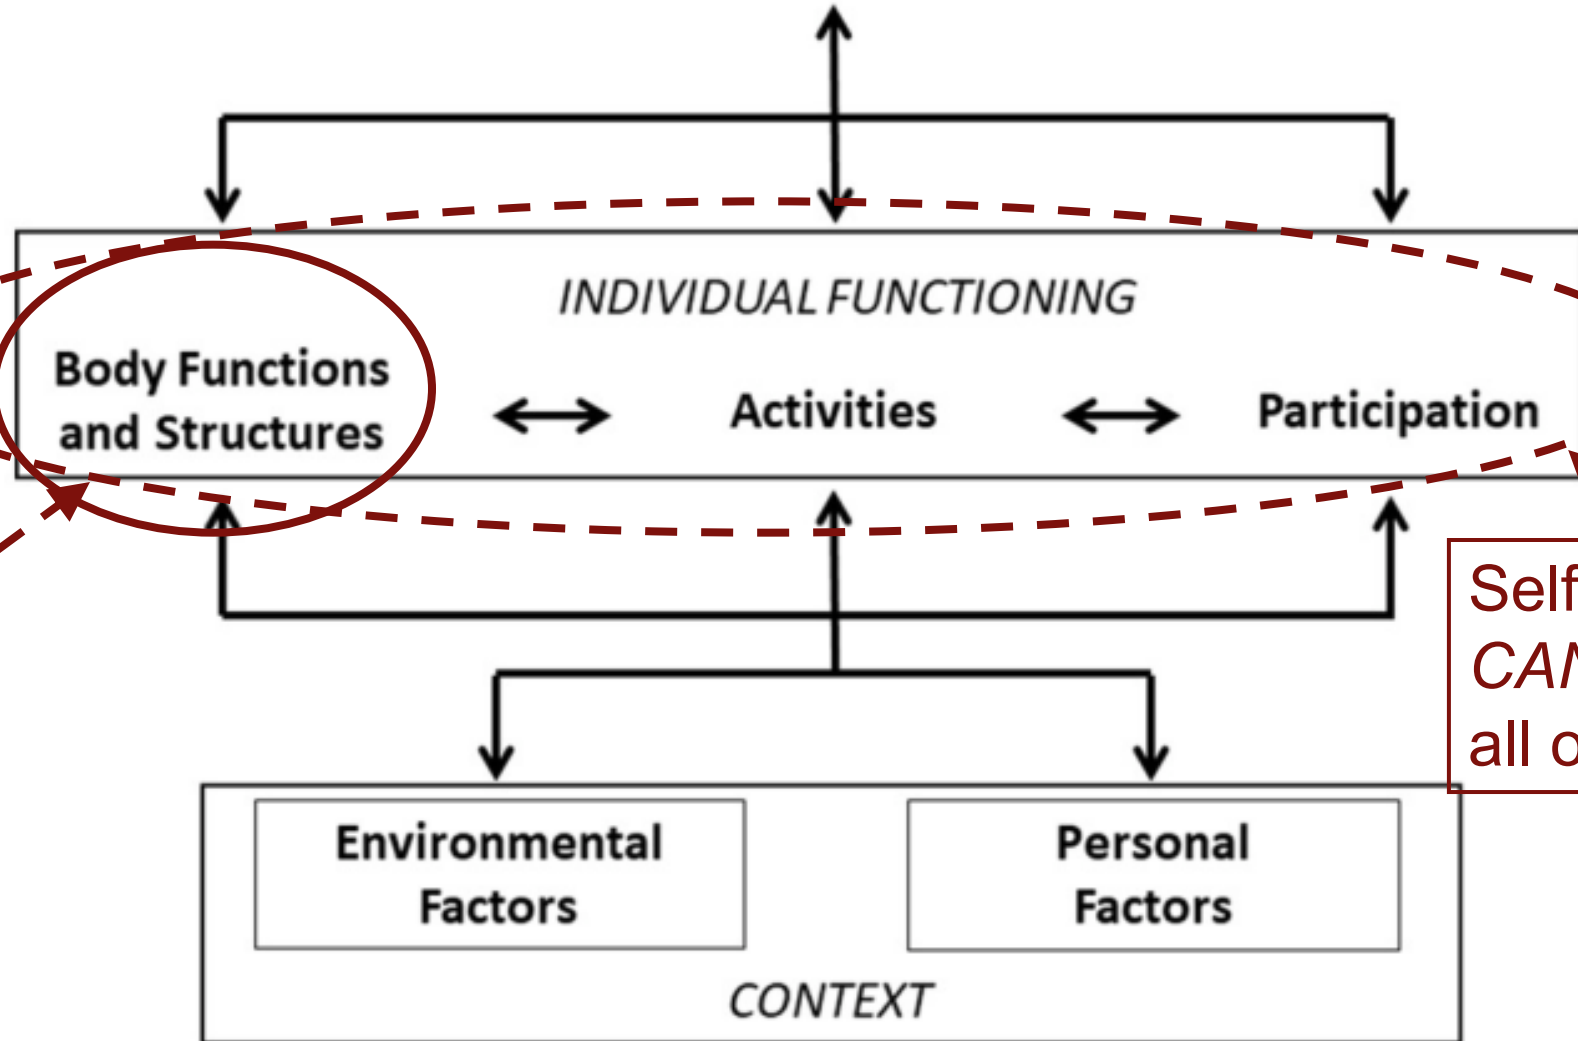 INDIVIDUAL FUNCTIONING
Body Functions
and Structures
Activities
Participation
Self
all
Environmental
Factors
Personal
Factors
CONTEXT